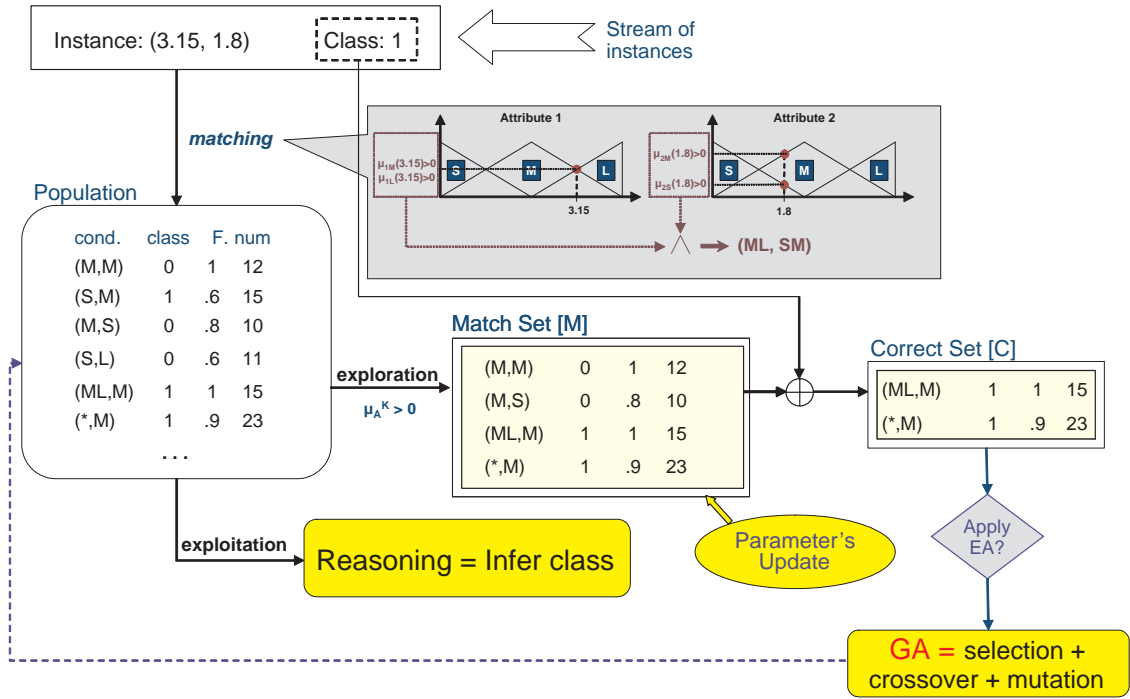 Instance: (3.15, 1.8)
Class: 1
Stream of
instances
matching
Attribute 1
Attribute 2
μ1M(3.15)>0
μ1L(3.15)>0
S
M
L
3.15
μ2M(1.8)>0
μ2S(1.8)>0
S
M
L
1.8
(ML, SM)
Population
cond. class F. num
(M,M) 0 1 12
(S,M) 1 .6 15
(M,S) 0 .8 10
(S,L) 0 .6 11
(ML,M) 1 1 15
(*,M) 1 .9 23
...
exploration
μA^K > 0
Match Set [M]
(M,M) 0 1 12
(M,S) 0 .8 10
(ML,M) 1 1 15
(*,M) 1 .9 23
Correct Set [C]
(ML,M) 1 1 15
(*,M) 1 .9 23
exploitation
Reasoning = Infer class
Parameter's
Update
Apply
EA?
GA = selection +
crossover + mutation